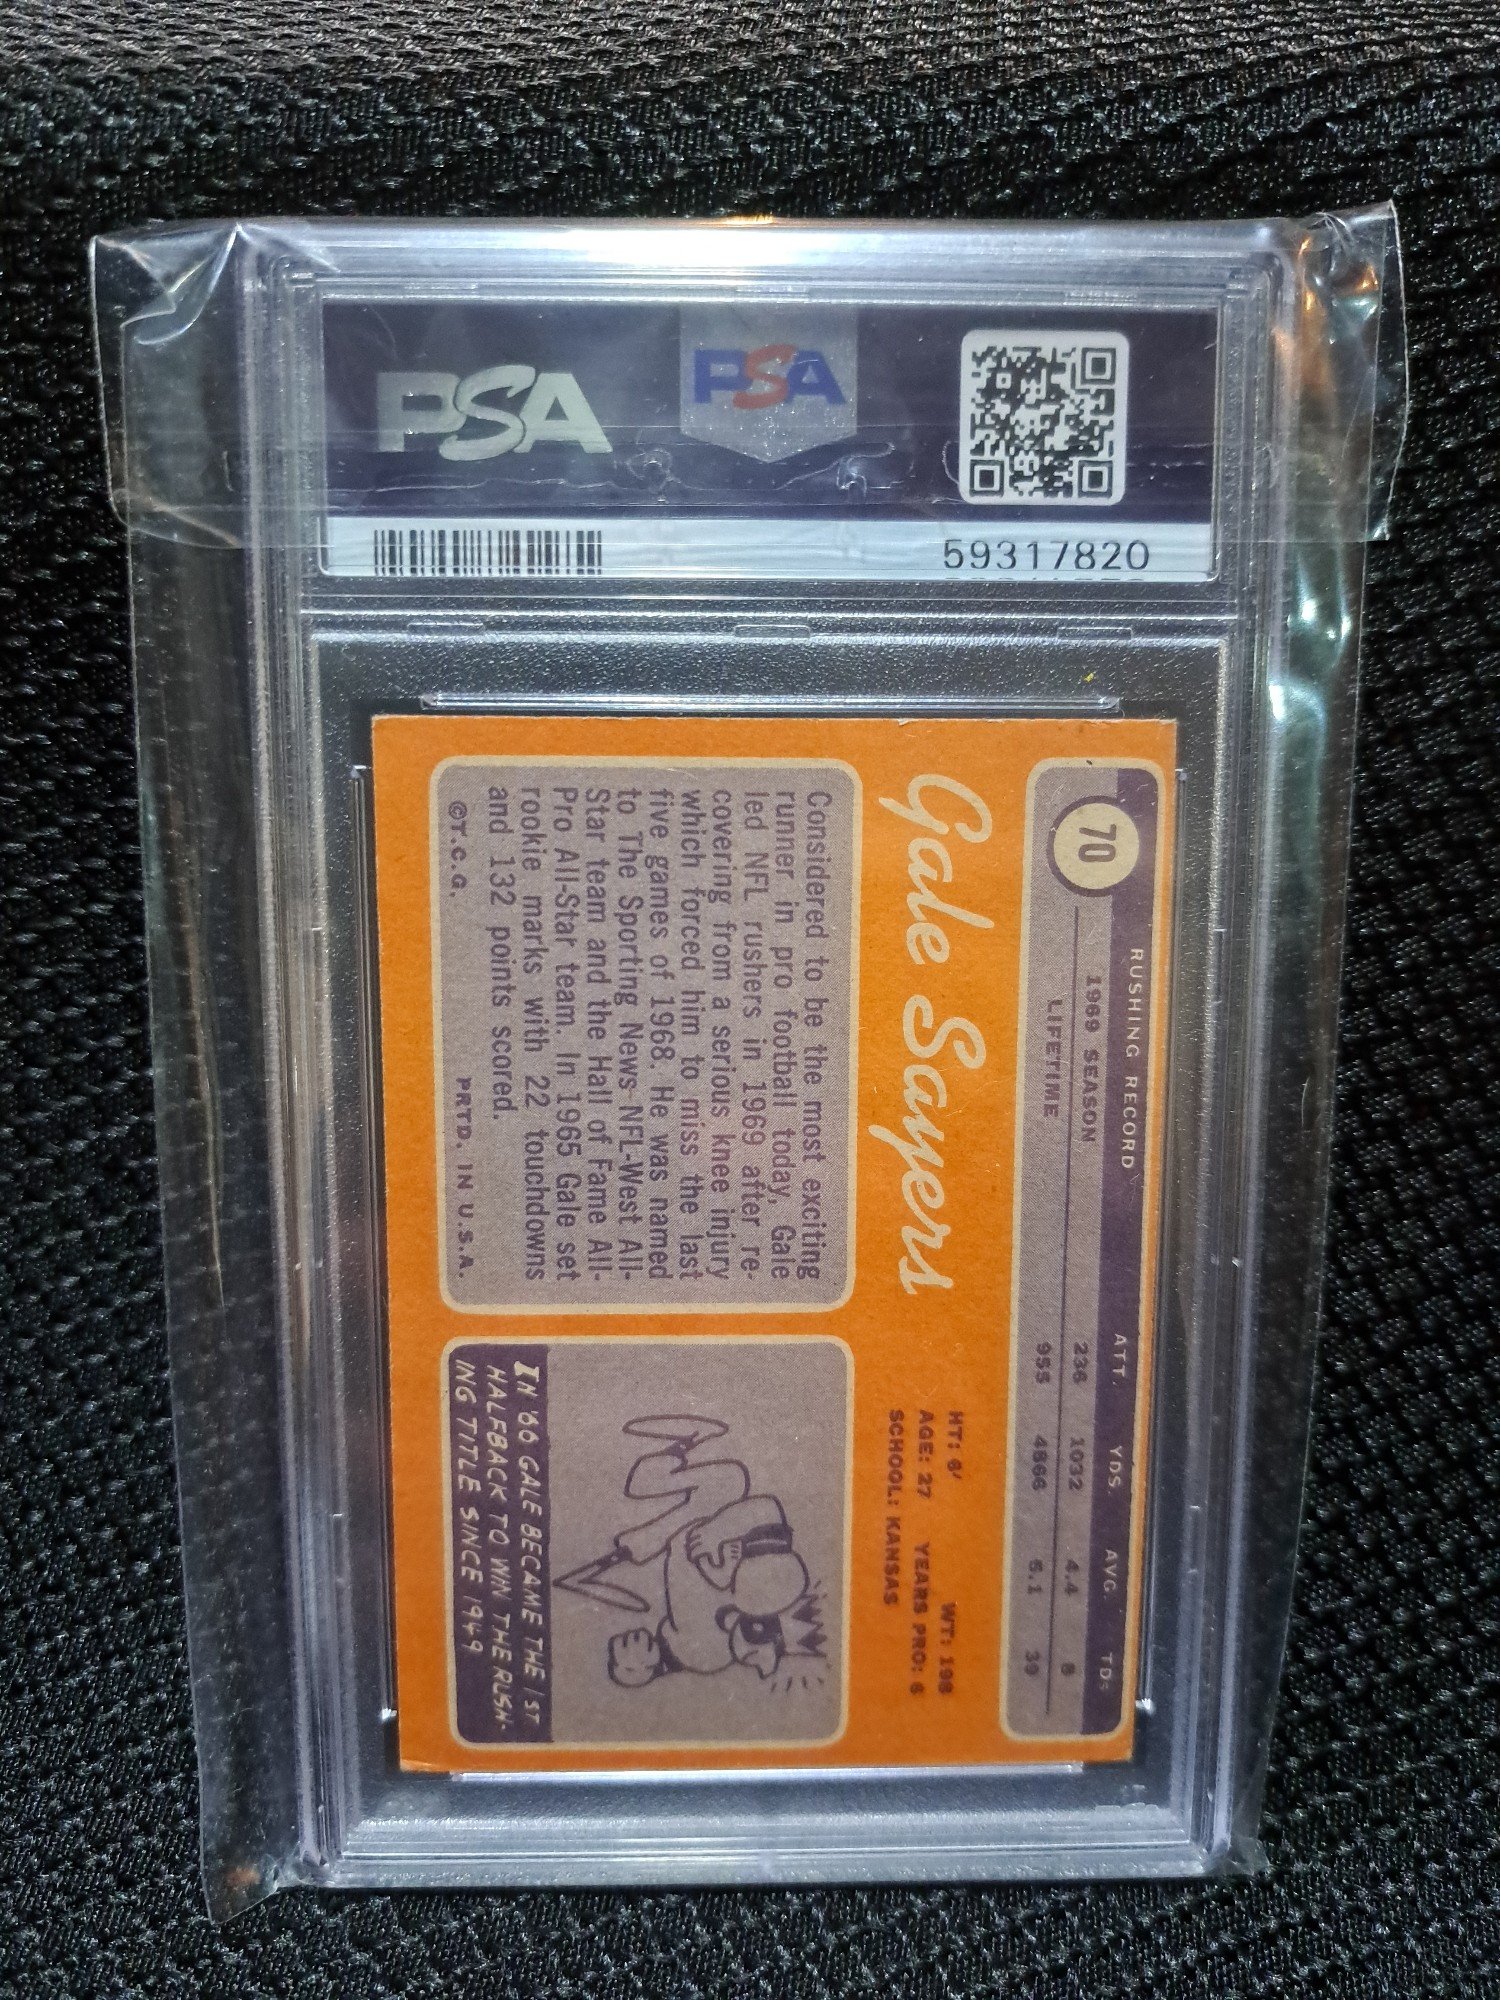 PSA
PSA
59317820
70
RUSHING RECORD ATT. YDS. AVG. TDs
1969 SEASON 236 1032 4.4 8
LIFETIME 955 4866 5.1 39
Gale Sayers
HT: 6' WT: 198
AGE: 27 YEARS PRO: 6
SCHOOL: KANSAS
Considered to be the most exciting
runner in pro football today, Gale
led NFL rushers in 1969 after re-
covering from a serious knee injury
which forced him to miss the last
five games of 1968. He was named
to The Sporting News NFL-West All-
Star team and the Hall of Fame All-
Pro All-Star team. In 1965 Gale set
rookie marks with 22 touchdowns
and 132 points scored.
©T.C.G. PRTD. IN U.S.A.
IN '66 GALE BECAME THE 1ST
HALFBACK TO WIN THE RUSH-
ING TITLE SINCE 1949